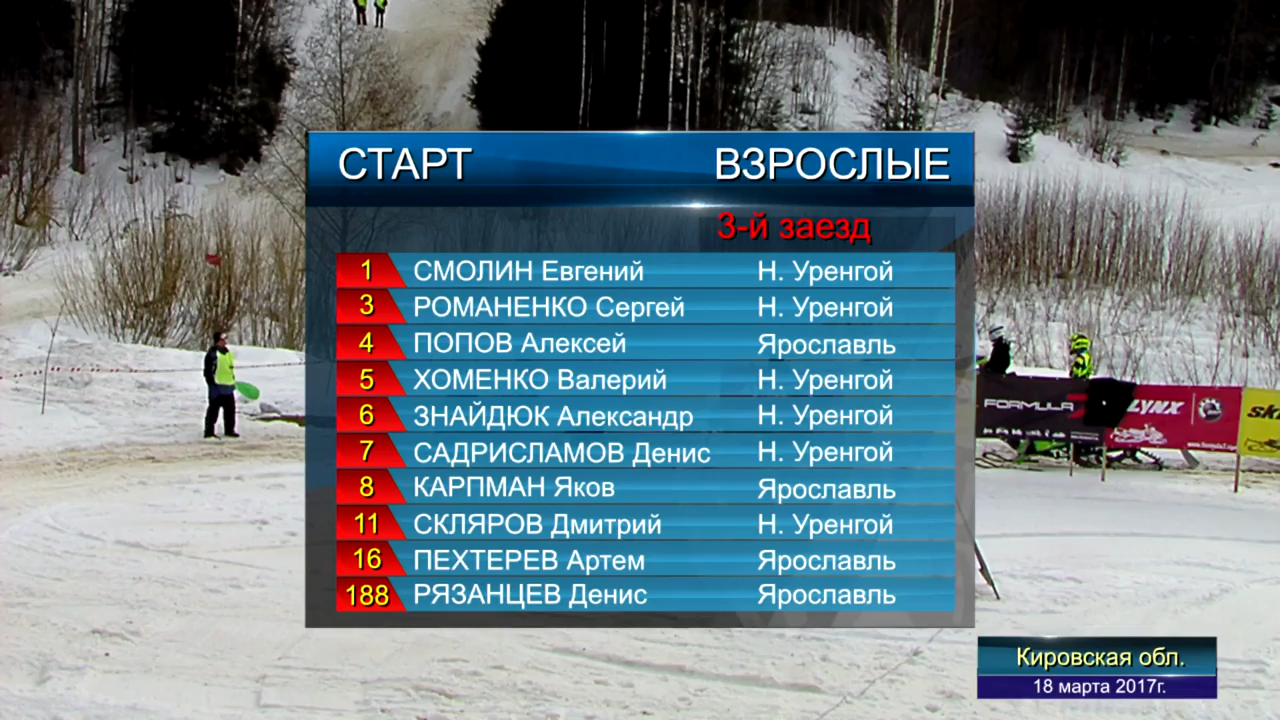 СТАРТ ВЗРОСЛЫЕ
3-й заезд
1 СМОЛИН Евгений Н. Уренгой
3 РОМАНЕНКО Сергей Н. Уренгой
4 ПОПОВ Алексей Ярославль
5 ХОМЕНКО Валерий Н. Уренгой
6 ЗНАЙДЮК Александр Н. Уренгой
7 САДРИСЛАМОВ Денис Н. Уренгой
8 КАРПМАН Яков Ярославль
11 СКЛЯРОВ Дмитрий Н. Уренгой
16 ПЕХТЕРЕВ Артем Ярославль
188 РЯЗАНЦЕВ Денис Ярославль
FORMULA
LYNX
Кировская обл.
18 марта 2017г.